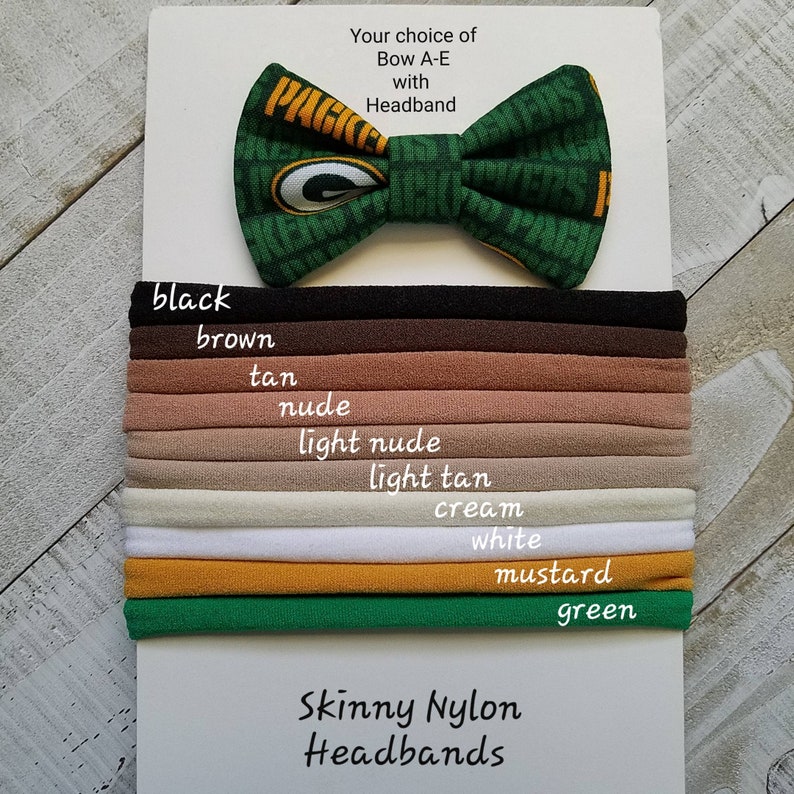 Your choice of
Bow A-E
with
Headband
PACKERS
G
black
brown
tan
nude
light nude
light tan
cream
white
mustard
green
Skinny Nylon
Headbands